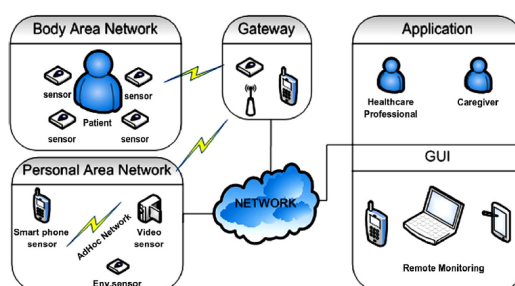 Body Area Network
sensor
sensor
Patient
sensor
sensor
Gateway
Application
Healthcare
Professional
Caregiver
Personal Area Network
Smart phone
sensor
AdHoc Network
Video
sensor
Env.sensor
NETWORK
GUI
Remote Monitoring